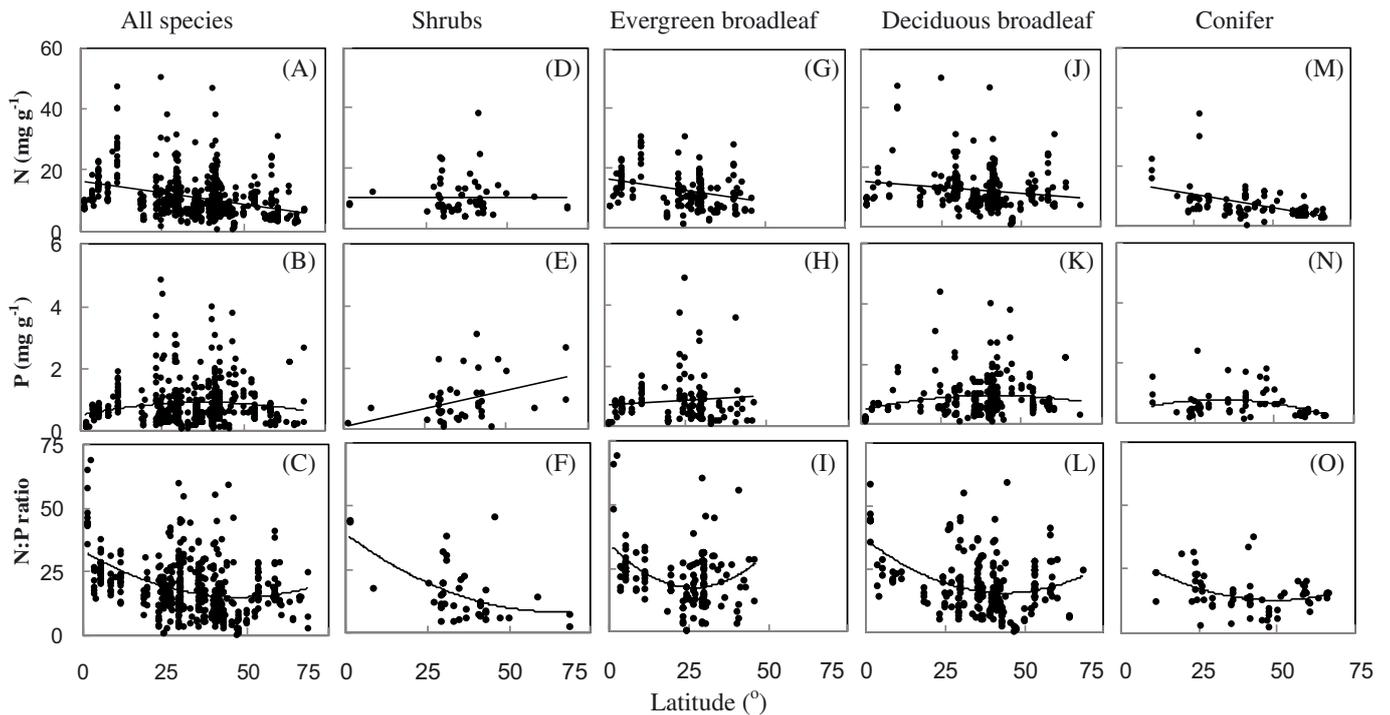 All species Shrubs Evergreen broadleaf Deciduous broadleaf Conifer
60 (A) (D) (G) (J) (M)
N (mg g⁻¹)
40
20
0
6 (B) (E) (H) (K) (N)
P (mg g⁻¹)
4
2
0
75 (C) (F) (I) (L) (O)
N:P ratio
50
25
0
0 25 50 75 0 25 50 75 0 25 50 75 0 25 50 75 0 25 50 75
Latitude (º)